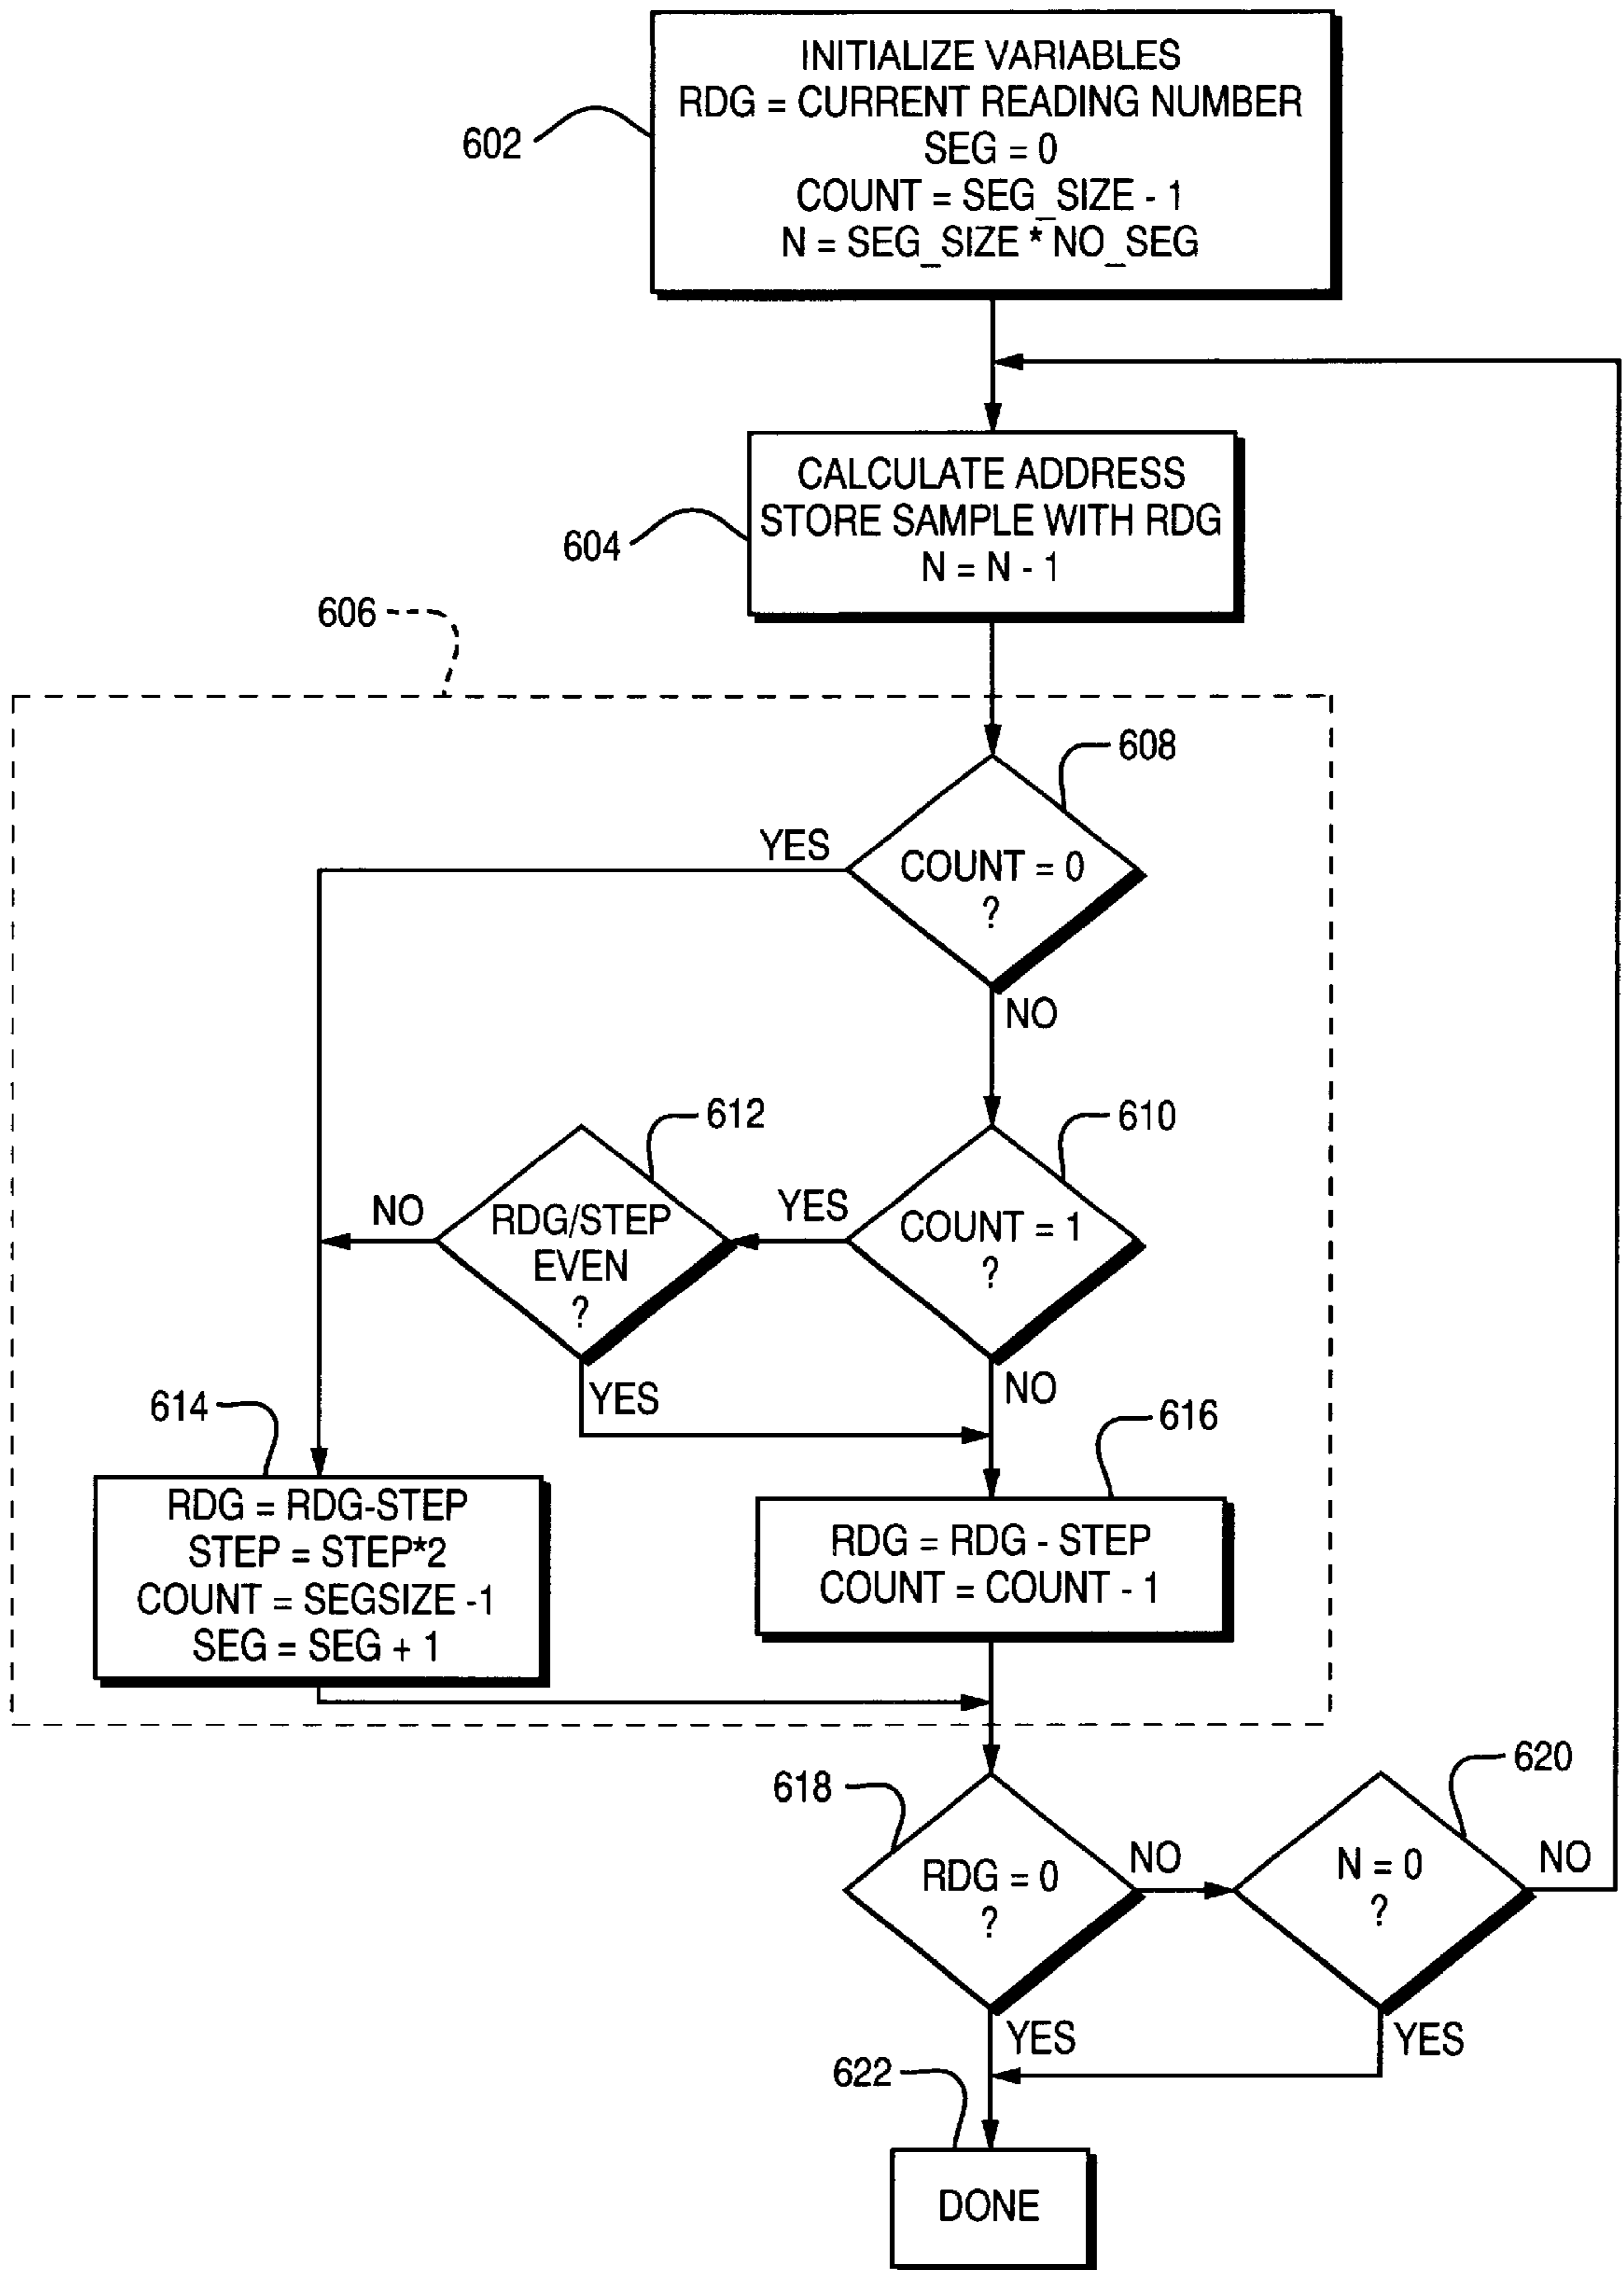 INITIALIZE VARIABLES
RDG = CURRENT READING NUMBER
SEG = 0
COUNT = SEG_SIZE - 1
N = SEG_SIZE * NO_SEG
602
CALCULATE ADDRESS
STORE SAMPLE WITH RDG
N = N - 1
604
606
608
COUNT = 0
?
YES
NO
610
COUNT = 1
?
YES
NO
612
RDG/STEP
EVEN
?
NO
YES
614
RDG = RDG-STEP
STEP = STEP*2
COUNT = SEGSIZE -1
SEG = SEG + 1
616
RDG = RDG - STEP
COUNT = COUNT - 1
618
RDG = 0
?
NO
YES
620
N = 0
?
NO
YES
622
DONE